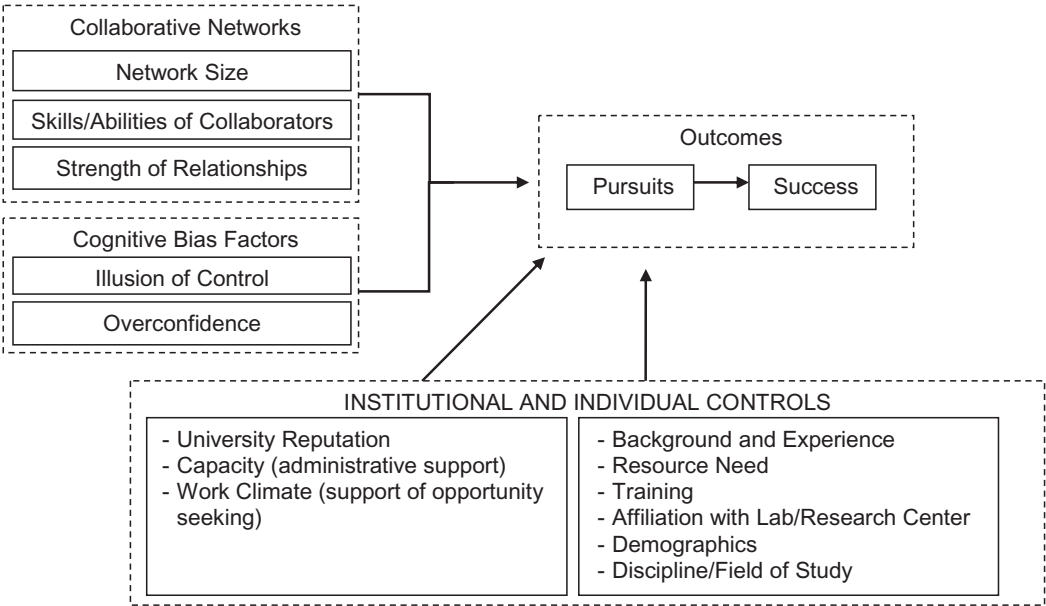 Collaborative Networks
Network Size
Skills/Abilities of Collaborators
Strength of Relationships
Cognitive Bias Factors
Illusion of Control
Overconfidence
Outcomes
Pursuits
Success
INSTITUTIONAL AND INDIVIDUAL CONTROLS
- University Reputation
- Capacity (administrative support)
- Work Climate (support of opportunity
seeking)
- Background and Experience
- Resource Need
- Training
- Affiliation with Lab/Research Center
- Demographics
- Discipline/Field of Study